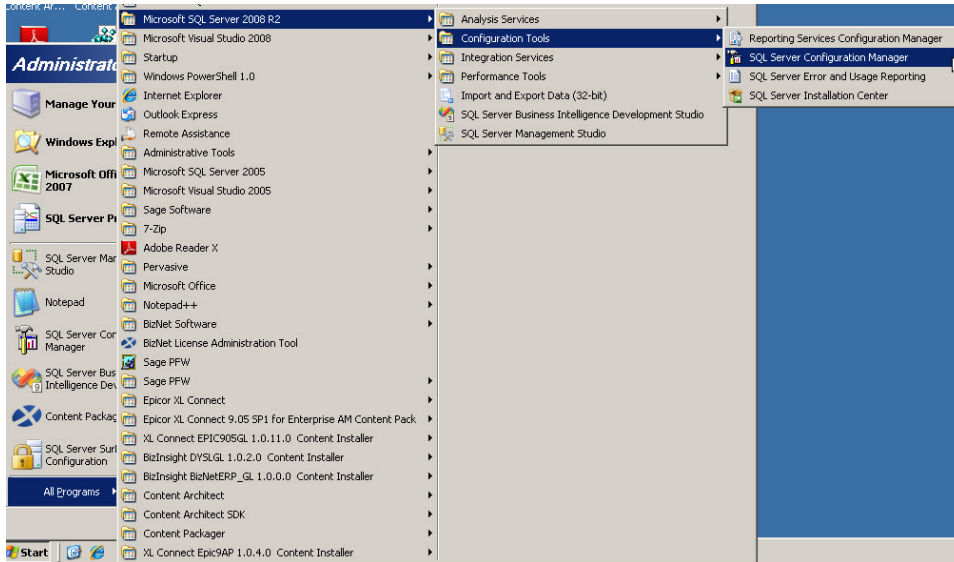 Content Ar... Content
Administrat
Manage Your
Windows Expl
Microsoft Offi
2007
SQL Server Pr
SQL Server Mar
Studio
Notepad
SQL Server Con
Manager
SQL Server Bus
Intelligence Dev
Content Packag
SQL Server Surf
Configuration
All Programs
Start
Microsoft SQL Server 2008 R2
Microsoft Visual Studio 2008
Startup
Windows PowerShell 1.0
Internet Explorer
Outlook Express
Remote Assistance
Administrative Tools
Microsoft SQL Server 2005
Microsoft Visual Studio 2005
Sage Software
7-Zip
Adobe Reader X
Pervasive
Microsoft Office
Notepad++
BizNet Software
BizNet License Administration Tool
Sage PFW
Sage PFW
Epicor XL Connect
Epicor XL Connect 9.05 SP1 for Enterprise AM Content Pack
XL Connect EPIC905GL 1.0.11.0 Content Installer
BizInsight DYSLGL 1.0.2.0 Content Installer
BizInsight BizNetERP_GL 1.0.0.0 Content Installer
Content Architect
Content Architect SDK
Content Packager
XL Connect Epic9AP 1.0.4.0 Content Installer
Analysis Services
Configuration Tools
Integration Services
Performance Tools
Import and Export Data (32-bit)
SQL Server Business Intelligence Development Studio
SQL Server Management Studio
Reporting Services Configuration Manager
SQL Server Configuration Manager
SQL Server Error and Usage Reporting
SQL Server Installation Center